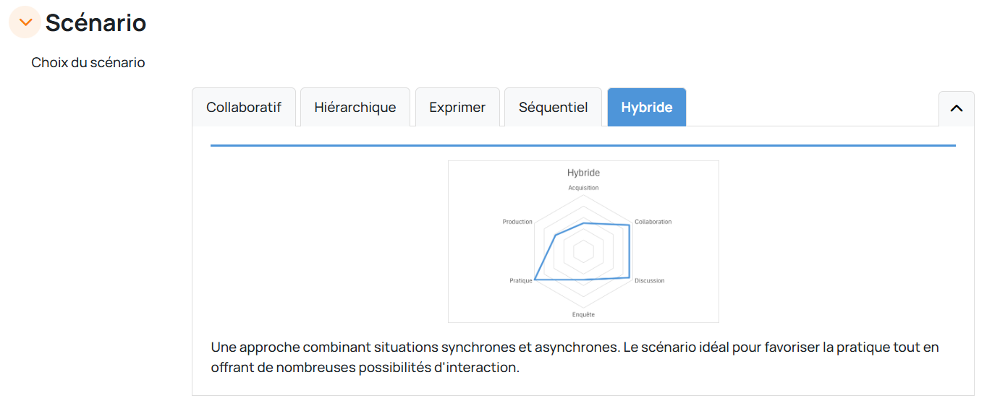 Scénario
Choix du scénario
Collaboratif
Hiérarchique
Exprimer
Séquentiel
Hybride
Hybride
Acquisition
Production
Collaboration
Pratique
Discussion
Enquête
Une approche combinant situations synchrones et asynchrones. Le scénario idéal pour favoriser la pratique tout en
offrant de nombreuses possibilités d'interaction.